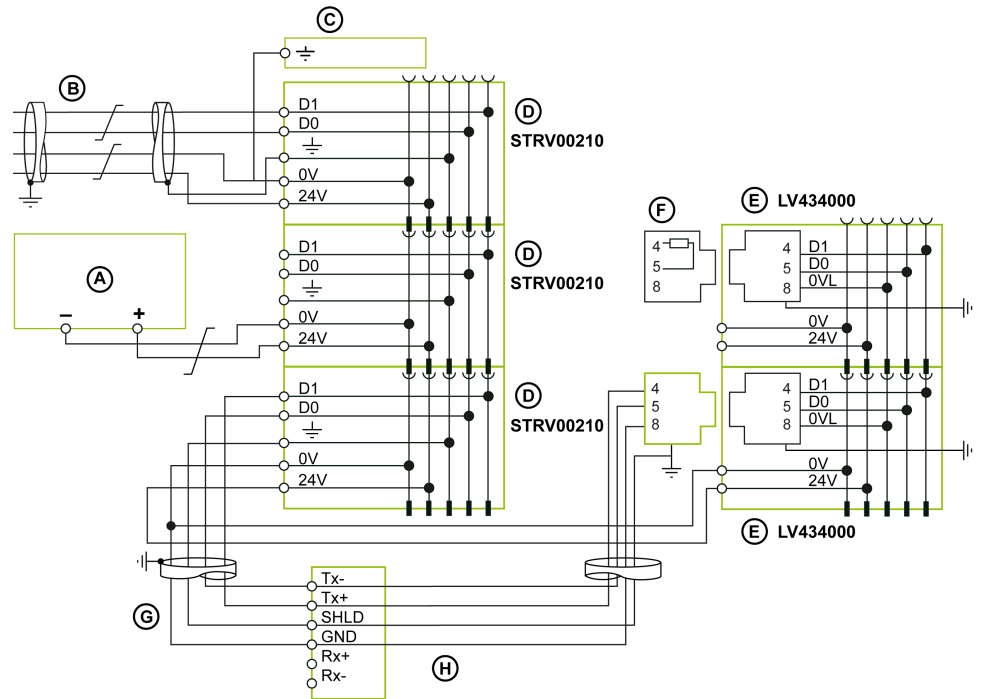 C
B
D1
D0
0V
24V
D
STRV00210
A
–
+
D1
D0
0V
24V
D
STRV00210
D1
D0
0V
24V
D
STRV00210
F
4
5
8
E LV434000
4 D1
5 D0
8 0VL
0V
24V
4
5
8
4 D1
5 D0
8 0VL
0V
24V
E LV434000
G
Tx-
Tx+
SHLD
GND
Rx+
Rx-
H